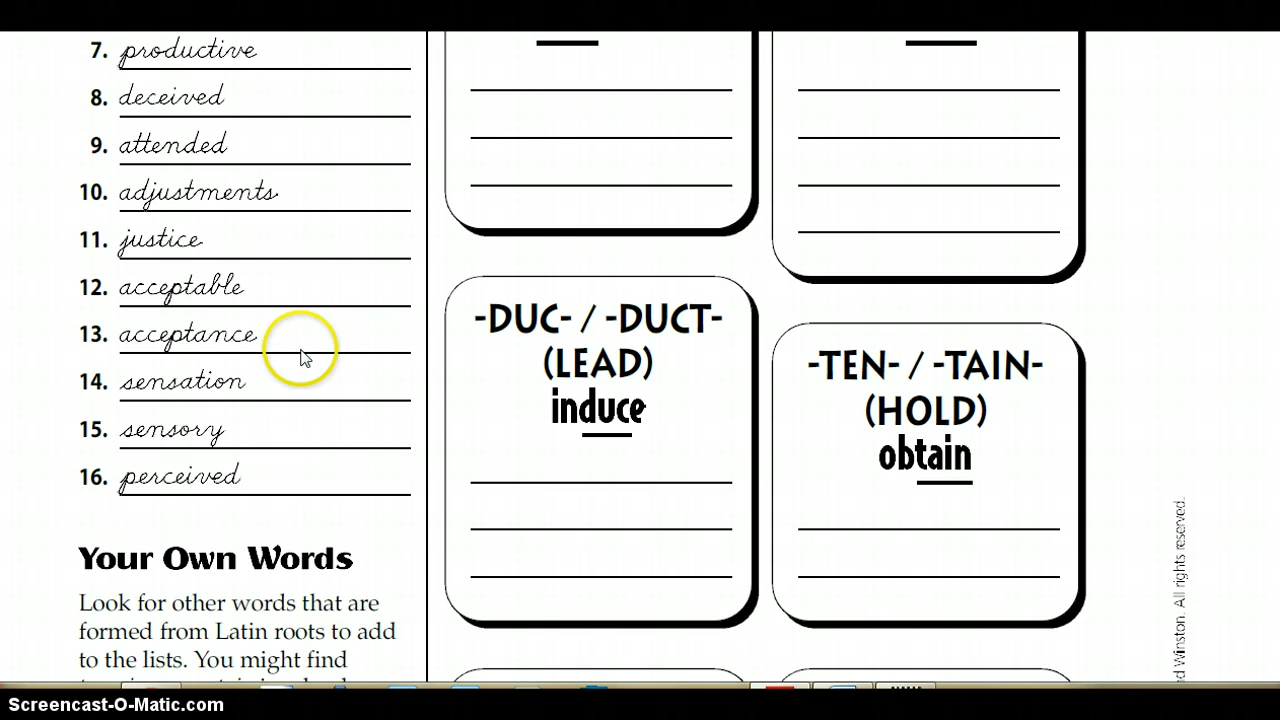 7. productive
8. deceived
9. attended
10. adjustments
11. justice
12. acceptable
13. acceptance
14. sensation
15. sensory
16. perceived
Your Own Words
Look for other words that are
formed from Latin roots to add
to the lists. You might find
-DUC- / -DUCT-
(LEAD)
induce
-TEN- / -TAIN-
(HOLD)
obtain
d Winston. All rights reserved.
Screencast-O-Matic.com